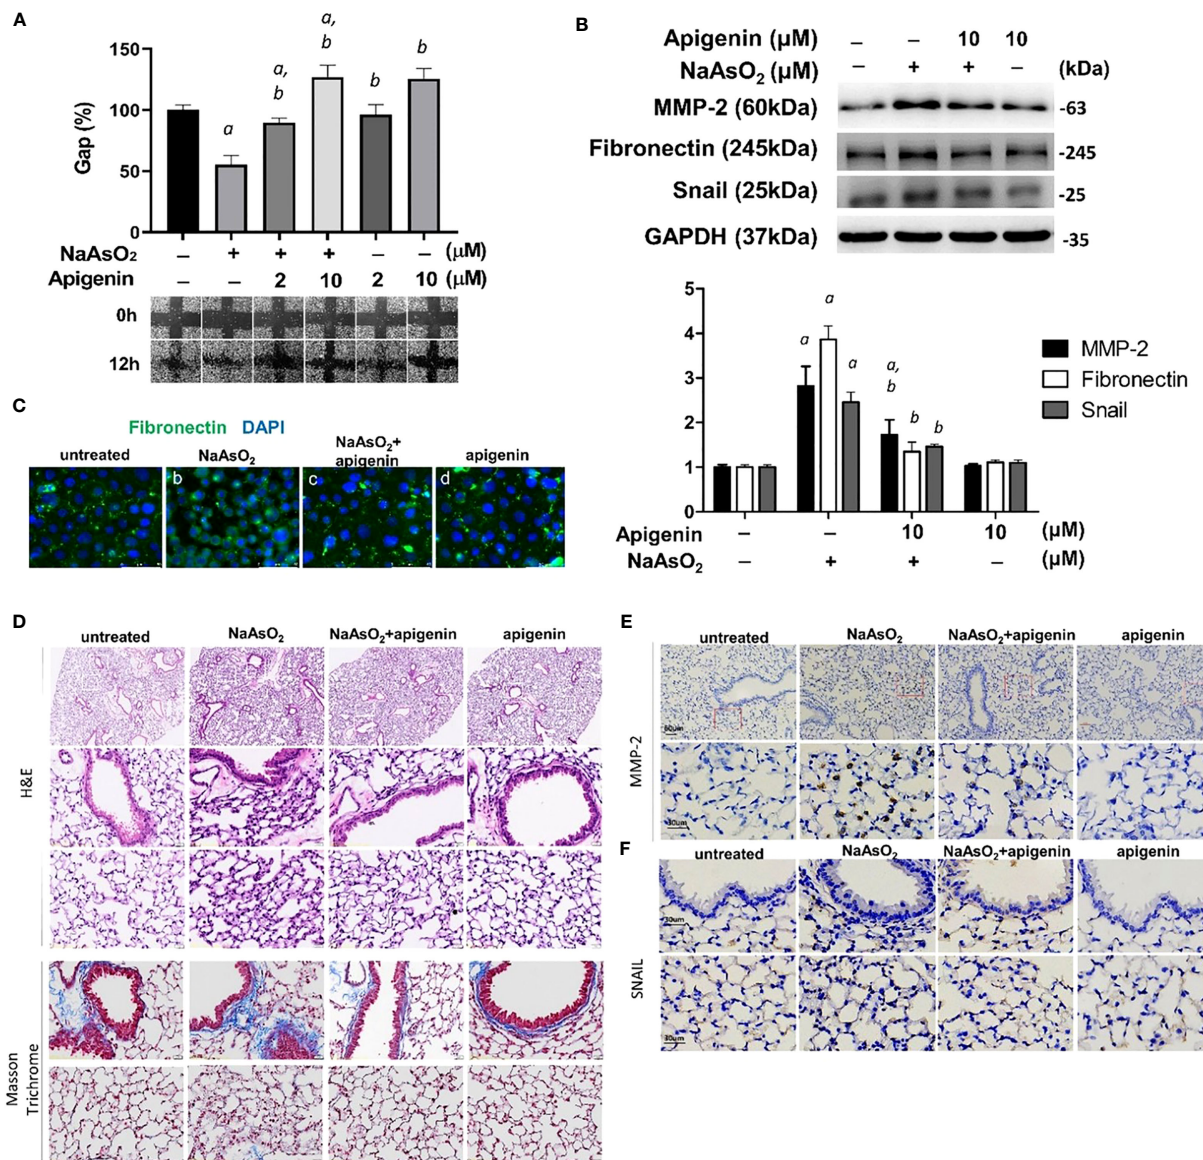 A
150
100
50
0
Gap (%)
a
a,
b
a,
b
b
b
NaAsO2 – + + + – – (µM)
Apigenin – – 2 10 2 10 (µM)
0h
12h
B
Apigenin (µM) – – 10 10
NaAsO2 (µM) – + + – (kDa)
MMP-2 (60kDa) -63
Fibronectin (245kDa) -245
Snail (25kDa) -25
GAPDH (37kDa) -35
5
4
3
2
1
0
a
a
a
a,
b
b
b
MMP-2
Fibronectin
Snail
Apigenin – – 10 10 (µM)
NaAsO2 – + + – (µM)
C
Fibronectin DAPI
untreated NaAsO2 NaAsO2+ apigenin apigenin
b c d
D
untreated NaAsO2 NaAsO2+apigenin apigenin
H&E
Masson
Trichrome
E
untreated NaAsO2 NaAsO2+apigenin apigenin
MMP-2
30um
F
untreated NaAsO2 NaAsO2+apigenin apigenin
SNAIL
30um
30um